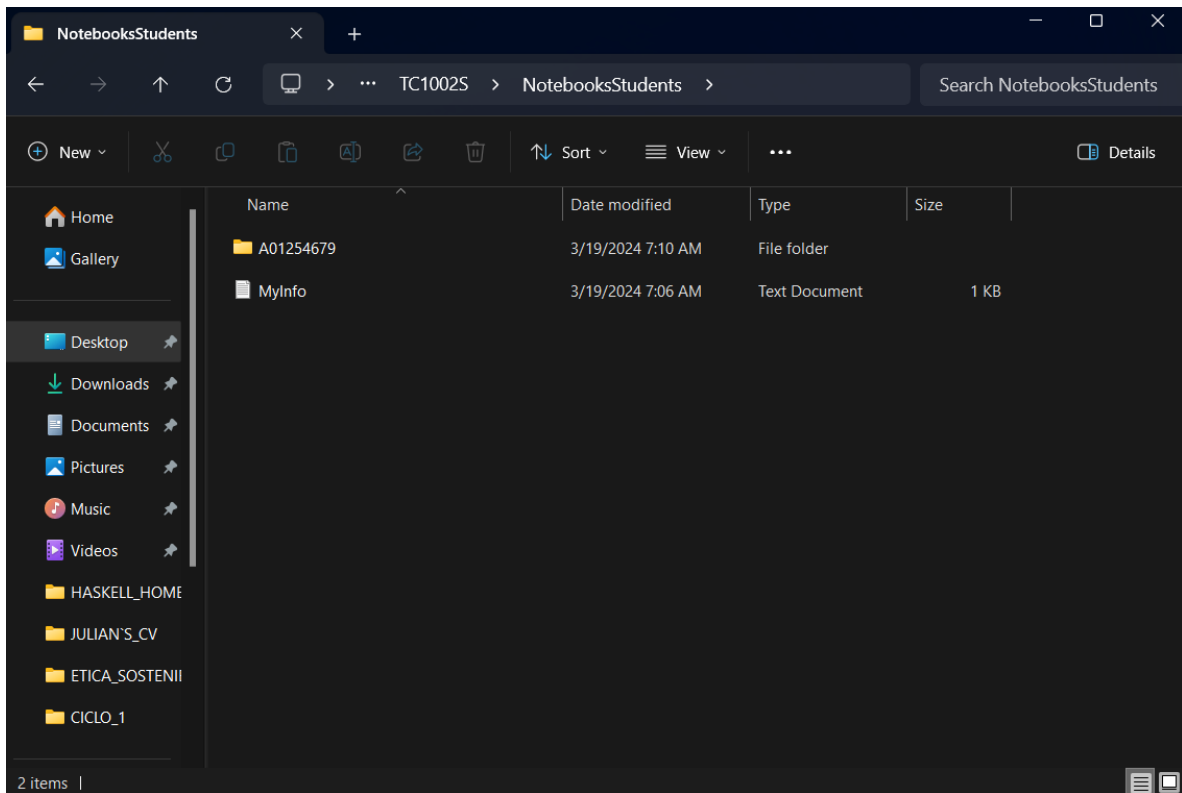 NotebooksStudents
TC1002S > NotebooksStudents >
Search NotebooksStudents
New
Sort
View
Details
Name Date modified Type Size
A01254679 3/19/2024 7:10 AM File folder
MyInfo 3/19/2024 7:06 AM Text Document 1 KB
Home
Gallery
Desktop
Downloads
Documents
Pictures
Music
Videos
HASKELL_HOME
JULIAN`S_CV
ETICA_SOSTENII
CICLO_1
2 items